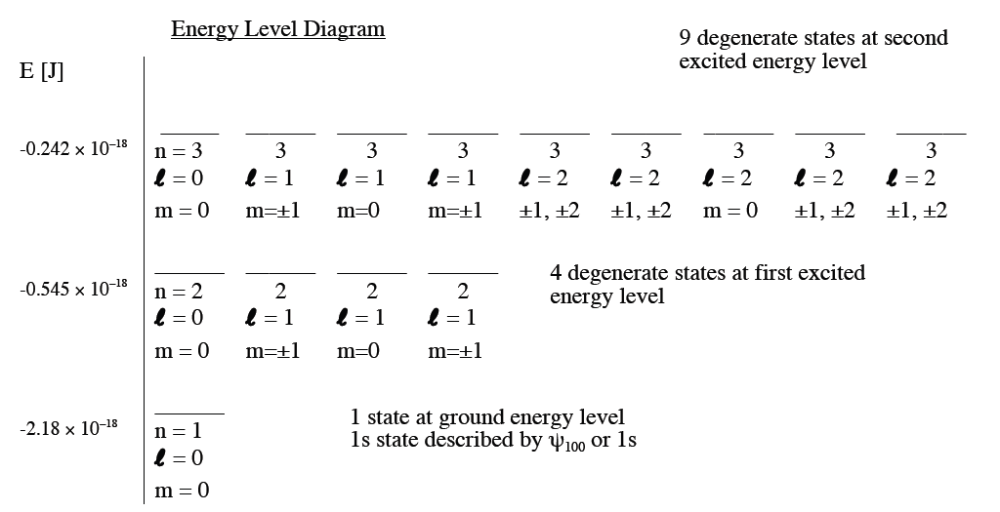 Energy Level Diagram
9 degenerate states at second
excited energy level
E [J]
-0.242 × 10⁻¹⁸
n = 3 3 3 3 3 3 3 3 3
ℓ = 0 ℓ = 1 ℓ = 1 ℓ = 1 ℓ = 2 ℓ = 2 ℓ = 2 ℓ = 2 ℓ = 2
m = 0 m=±1 m=0 m=±1 ±1, ±2 ±1, ±2 m = 0 ±1, ±2 ±1, ±2
4 degenerate states at first excited
energy level
-0.545 × 10⁻¹⁸
n = 2 2 2 2
ℓ = 0 ℓ = 1 ℓ = 1 ℓ = 1
m = 0 m=±1 m=0 m=±1
1 state at ground energy level
1s state described by ψ₁₀₀ or 1s
-2.18 × 10⁻¹⁸
n = 1
ℓ = 0
m = 0